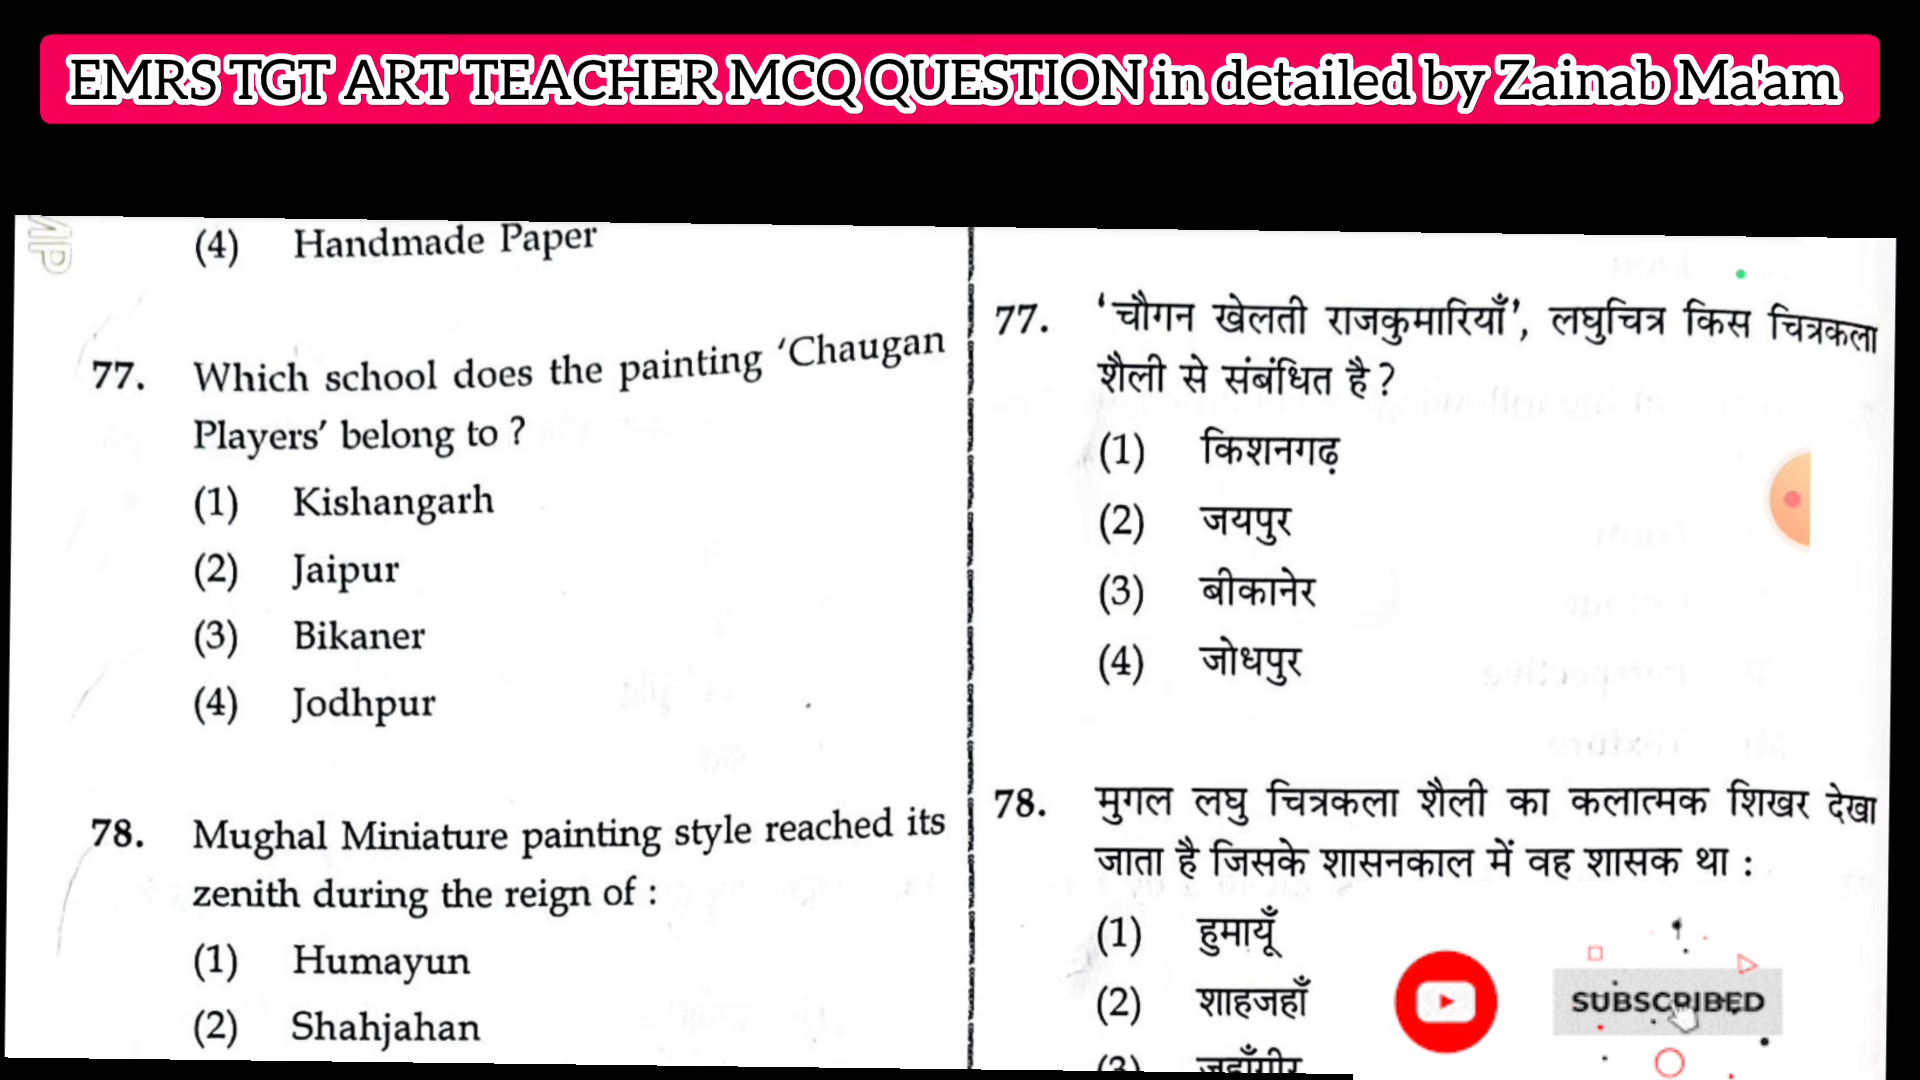 EMRS TGT ART TEACHER MCQ QUESTION in detailed by Zainab Ma'am
(4) Handmade Paper
77. Which school does the painting 'Chaugan
Players' belong to ?
(1) Kishangarh
(2) Jaipur
(3) Bikaner
(4) Jodhpur
78. Mughal Miniature painting style reached its
zenith during the reign of :
(1) Humayun
(2) Shahjahan
77. 'चौगन खेलती राजकुमारियाँ', लघुचित्र किस चित्रकला
शैली से संबंधित है ?
(1) किशनगढ़
(2) जयपुर
(3) बीकानेर
(4) जोधपुर
78. मुगल लघु चित्रकला शैली का कलात्मक शिखर देखा
जाता है जिसके शासनकाल में वह शासक था :
(1) हुमायूँ
(2) शाहजहाँ
(3) जहाँगीर
SUBSCRIBED